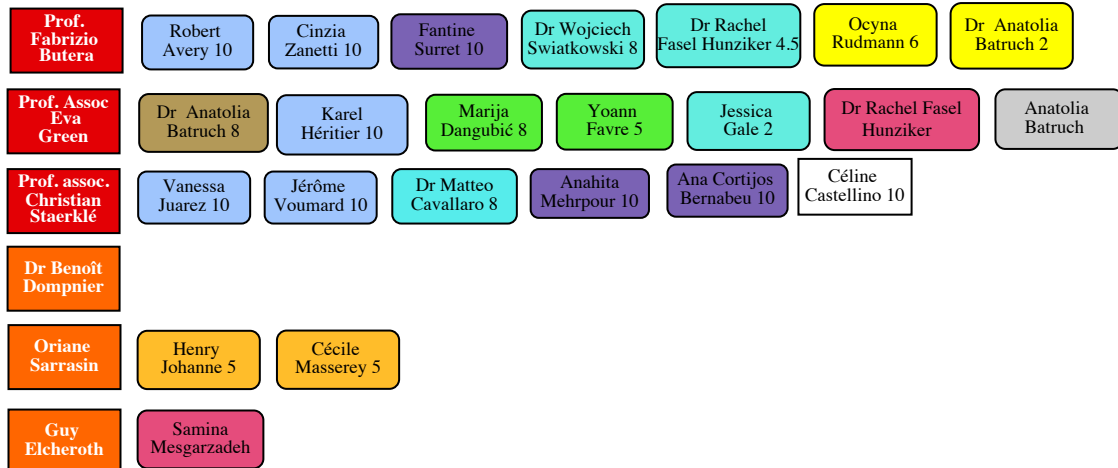 Prof.
Fabrizio
Butera
Robert
Avery 10
Cinzia
Zanetti 10
Fantine
Surret 10
Dr Wojciech
Swiatkowski 8
Dr Rachel
Fasel Hunziker 4.5
Ocyna
Rudmann 6
Dr Anatolia
Batruch 2
Prof. Assoc
Eva
Green
Dr Anatolia
Batruch 8
Karel
Héritier 10
Marija
Dangubić 8
Yoann
Favre 5
Jessica
Gale 2
Dr Rachel Fasel
Hunziker
Anatolia
Batruch
Prof. assoc.
Christian
Staerklé
Vanessa
Juarez 10
Jérôme
Voumard 10
Dr Matteo
Cavallaro 8
Anahita
Mehrpour 10
Ana Cortijos
Bernabeu 10
Céline
Castellino 10
Dr Benoît
Dompnier
Oriane
Sarrasin
Henry
Johanne 5
Cécile
Masserey 5
Guy
Elcheroth
Samina
Mesgarzadeh